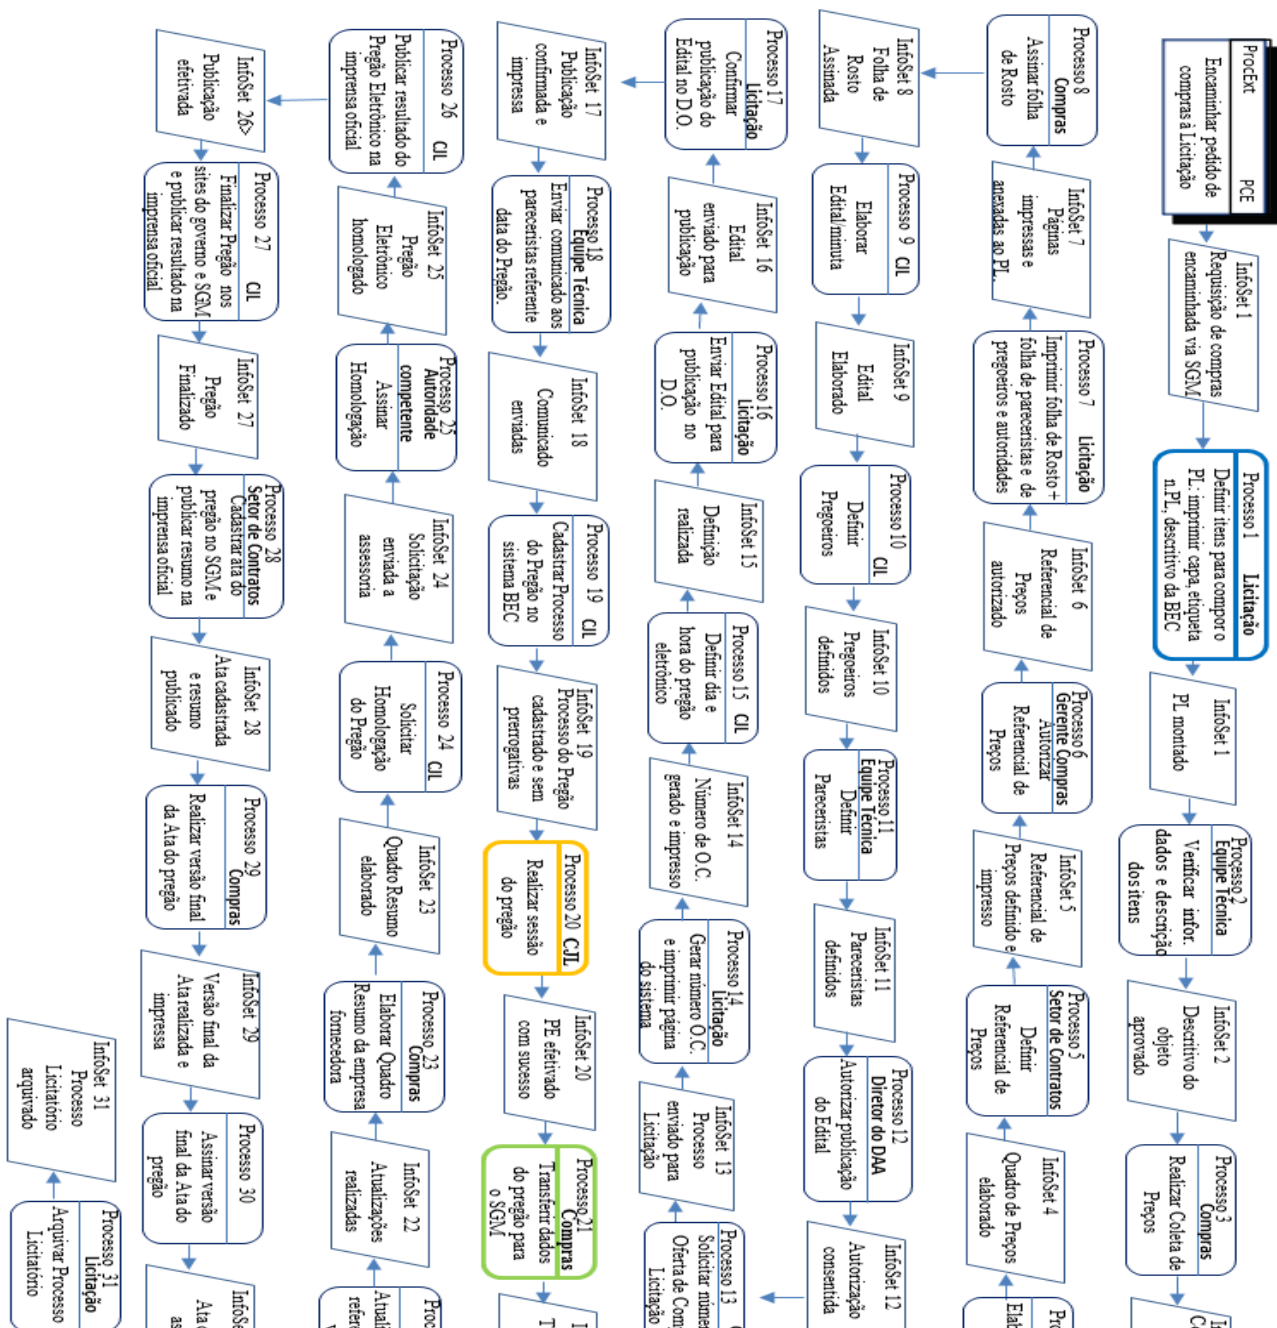 ProcExt PCE
Encaminhar pedido de
compras à Licitação
InfoSet 1
Requisição de compras
encaminhada via SGM
Processo 1 Licitação
Definir itens para compor o
PL: imprimir capa, etiqueta
n.PL, descritivo da BEC
InfoSet 1
PL montado
Processo 2
Equipe Técnica
Verificar infor.
dados e descrição
dos itens
InfoSet 2
Descritivo do
objeto
aprovado
Processo 3
Compras
Realizar Coleta de
Preços
Processo 8
Compras
Assinar folha
de Rosto
InfoSet 7
Páginas
impressas e
anexadas ao PL.
Processo 7 Licitação
Imprimir folha de Rosto +
folha de pareceristas e de
pregoeiros e autoridades
InfoSet 6
Referencial de
Preços
autorizado
Processo 6
Gerente Compras
Autorizar
Referencial de
Preços
InfoSet 5
Referencial de
Preços definido e
impresso
Processo 5
Setor de Contratos
Definir
Referencial de
Preços
InfoSet 4
Quadro de Preços
elaborado
InfoSet 8
Folha de
Rosto
Assinada
Processo 9 CJL
Elaborar
Edital/minuta
InfoSet 9
Edital
Elaborado
Processo 10
CJL
Definir
Pregoeiros
InfoSet 10
Pregoeiros
definidos
Processo 11
Equipe Técnica
Definir
Pareceristas
InfoSet 11
Pareceristas
definidos
Processo 12
Diretor do DAA
Autorizar publicação
do Edital
InfoSet 12
Autorização
consentida
Processo 17
Licitação
Confirmar
publicação do
Edital no D.O.
InfoSet 16
Edital
enviado para
publicação
Processo 16
Licitação
Enviar Edital para
publicação no
D.O.
InfoSet 15
Definição
realizada
Processo 15 CJL
Definir dia e
hora do pregão
eletrônico
InfoSet 14
Número de O.C.
gerado e impresso
Processo 14
Licitação
Gerar número O.C.
e imprimir página
do sistema
InfoSet 13
Processo
enviado para
Licitação
Processo 13
Solicitar
Oferta de
Licitação
InfoSet 17
Publicação
confirmada e
impressa
Processo 18
Equipe Técnica
Enviar comunicado aos
pareceristas referente
data do Pregão.
InfoSet 18
Comunicado
enviadas
Processo 19 CJL
Cadastrar Processo
do Pregão no
sistema BEC
InfoSet 19
Processo do Pregão
cadastrado e sem
prerrogativas
Processo 20 CJL
Realizar sessão
do pregão
InfoSet 20
PE efetivado
com sucesso
Processo 21
Compras
Transferir dados
do pregão para
o SGM
Processo 26 CJL
Publicar resultado do
Pregão Eletrônico na
imprensa oficial
InfoSet 25
Pregão
Eletrônico
homologado
Processo 25
Autoridade
competente
Assinar
Homologação
InfoSet 24
Solicitação
enviada a
assessoria
Processo 24 CJL
Solicitar
Homologação
do Pregão
InfoSet 23
Quadro Resumo
elaborado
Processo 23
Compras
Elaborar Quadro
Resumo da empresa
fornecedora
InfoSet 22
Atualizações
realizadas
InfoSet 26>
Publicação
efetivada
Processo 27 CJL
Finalizar Pregão nos
sites do governo e SGM
e publicar resultado na
imprensa oficial
InfoSet 27
Pregão
Finalizado
Processo 28
Setor de Contratos
Cadastrar ata do
pregão no SGM e
publicar resumo na
imprensa oficial
InfoSet 28
Ata cadastrada
e resumo
publicado
Processo 29
Compras
Realizar versão final
da Ata do pregão
InfoSet 29
Versão final da
Ata realizada e
impressa
Processo 30
Assinar versão
final da Ata do
pregão
InfoSet 31
Processo
Licitatório
arquivado
Processo 31
Licitação
Arquivar Processo
Licitatório